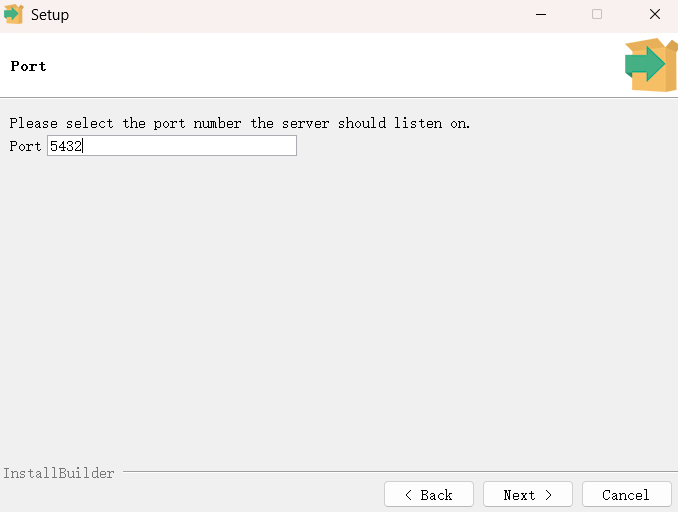 Setup
Port
Please select the port number the server should listen on.
Port 5432
InstallBuilder
< Back Next > Cancel